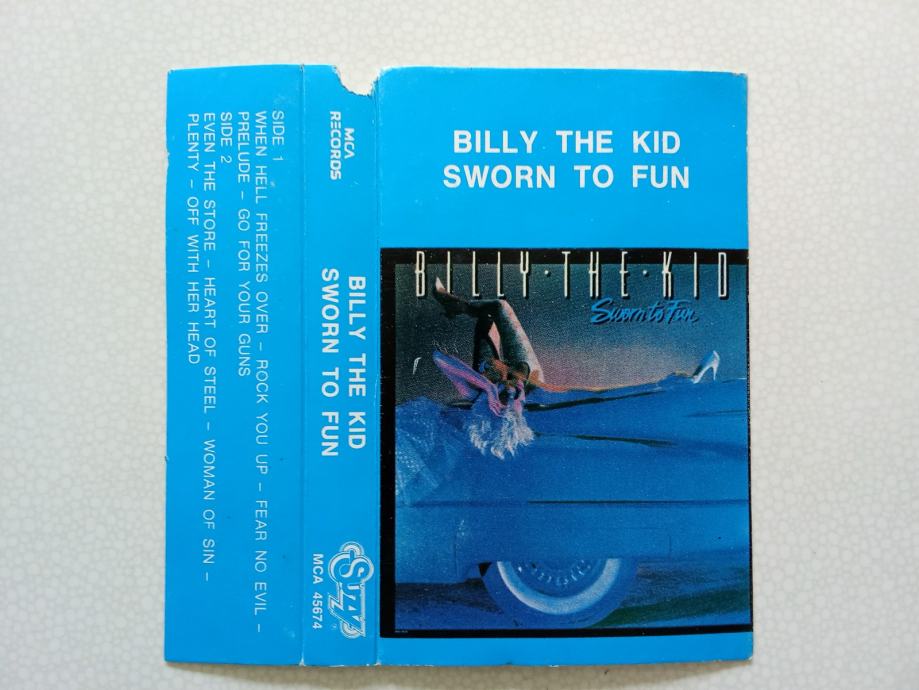 BILLY THE KID
SWORN TO FUN
BILLY·THE·KID
Sworn to Fun
MCA
RECORDS
BILLY THE KID
SWORN TO FUN
SUZY
MCA 45674
SIDE 1
WHEN HELL FREEZES OVER – ROCK YOU UP – FEAR NO EVIL –
PRELUDE – GO FOR YOUR GUNS
SIDE 2
EVEN THE STORE – HEART OF STEEL – WOMAN OF SIN –
PLENTY – OFF WITH HER HEAD